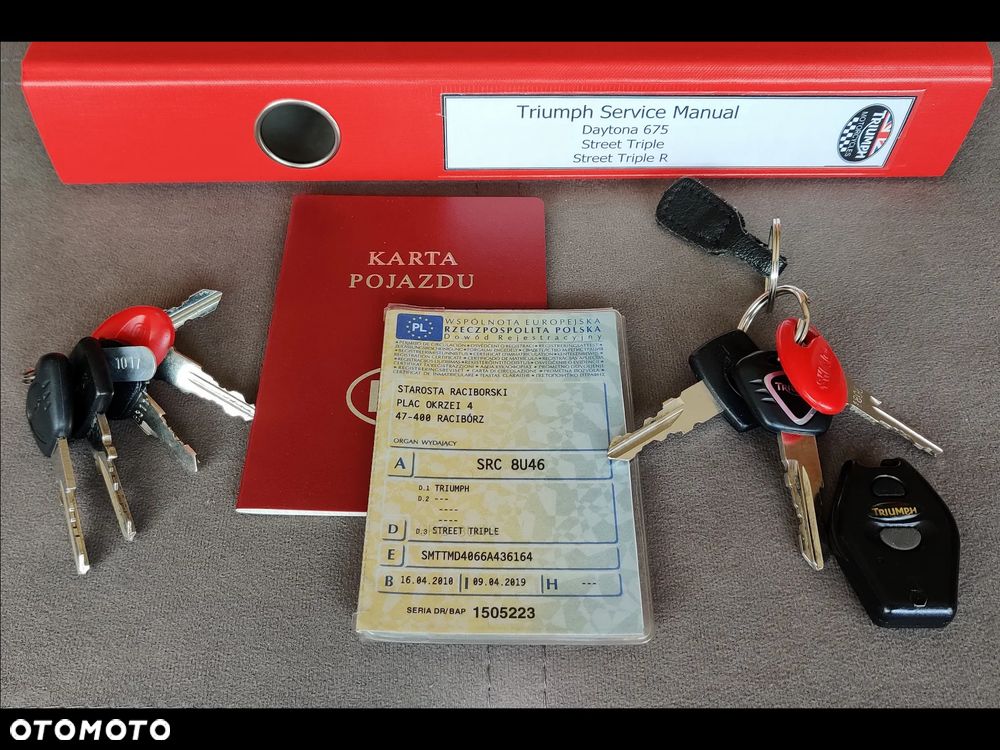 Triumph Service Manual
Daytona 675
Street Triple
Street Triple R
TRIUMPH
MOTORCYCLES
KARTA
POJAZDU
PL
WSPÓLNOTA EUROPEJSKA
RZECZPOSPOLITA POLSKA
Dowód Rejestracyjny
STAROSTA RACIBORSKI
PLAC OKRZEI 4
47-400 RACIBÓRZ
ORGAN WYDAJĄCY
A SRC 8U46
D.1 TRIUMPH
D.2 ---
----
----
D D.3 STREET TRIPLE
E SMTTMD4066A436164
B 16.04.2010 I 09.04.2019 H ---
SERIA DR/BAP 1505223
1017
TRIUMPH
OTOMOTO